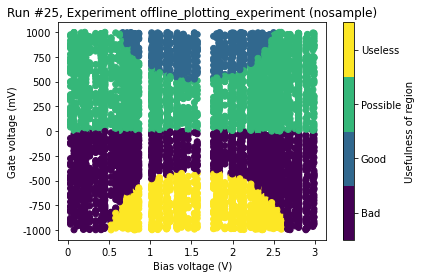 Run #25, Experiment offline_plotting_experiment (nosample)
1000
750
500
250
0
-250
-500
-750
-1000
Gate voltage (mV)
0
0.5
1
1.5
2
2.5
3
Bias voltage (V)
Useless
Possible
Good
Bad
Usefulness of region